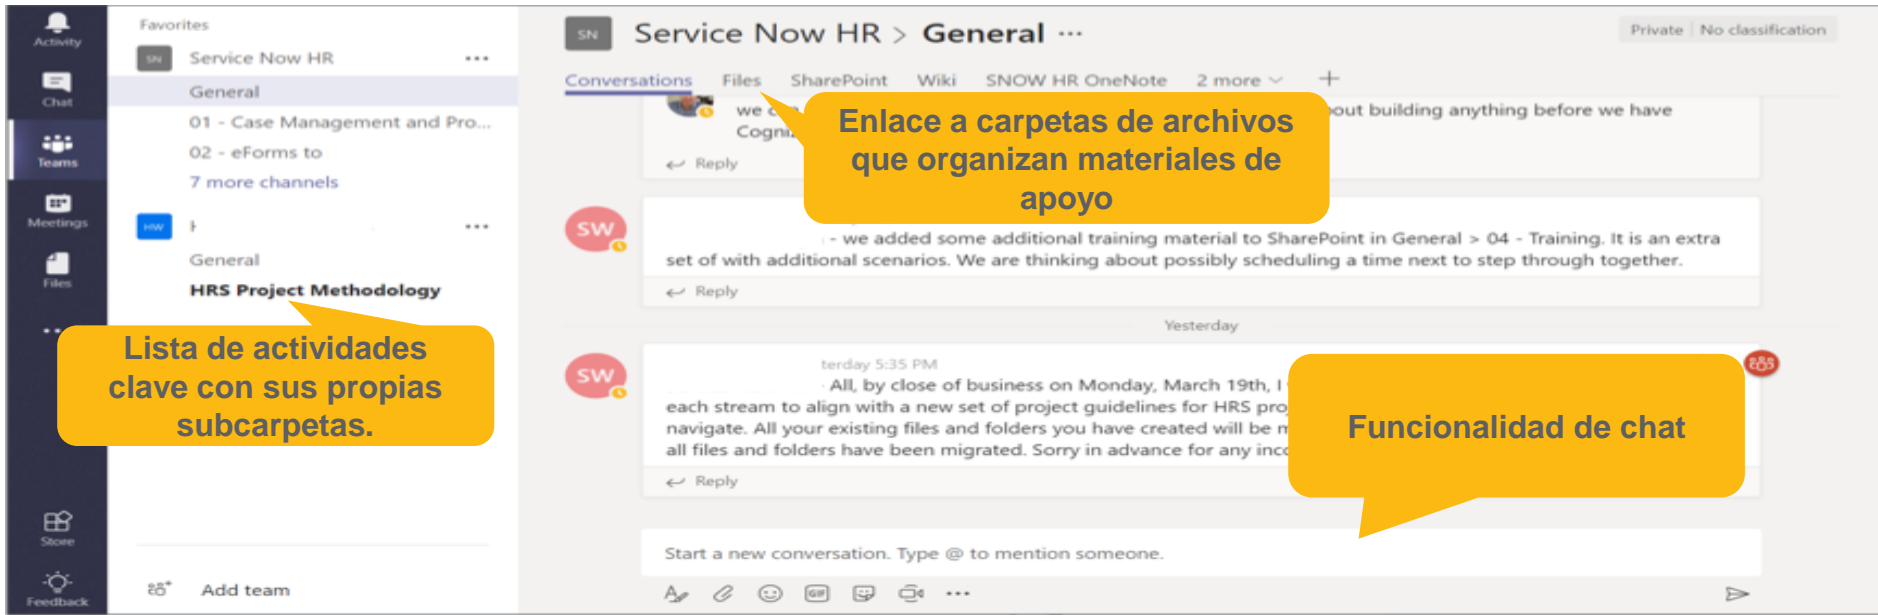 Activity
Chat
Teams
Meetings
Files
Store
Feedback
Favorites
SN Service Now HR ...
General
01 - Case Management and Pro...
02 - eForms to
7 more channels
HW ...
General
HRS Project Methodology
Lista de actividades
clave con sus propias
subcarpetas.
Add team
SN Service Now HR > General ...
Private No classification
Conversations Files SharePoint Wiki SNOW HR OneNote 2 more +
out building anything before we have
Reply
Enlace a carpetas de archivos
que organizan materiales de
apoyo
SW
- we added some additional training material to SharePoint in General > 04 - Training. It is an extra
set of with additional scenarios. We are thinking about possibly scheduling a time next to step through together.
Reply
Yesterday
SW
terday 5:35 PM
All, by close of business on Monday, March 19th, I
each stream to align with a new set of project guidelines for HRS
navigate. All your existing files and folders you have created will be
all files and folders have been migrated. Sorry in advance for any
Reply
Funcionalidad de chat
Start a new conversation. Type @ to mention someone.
GIF